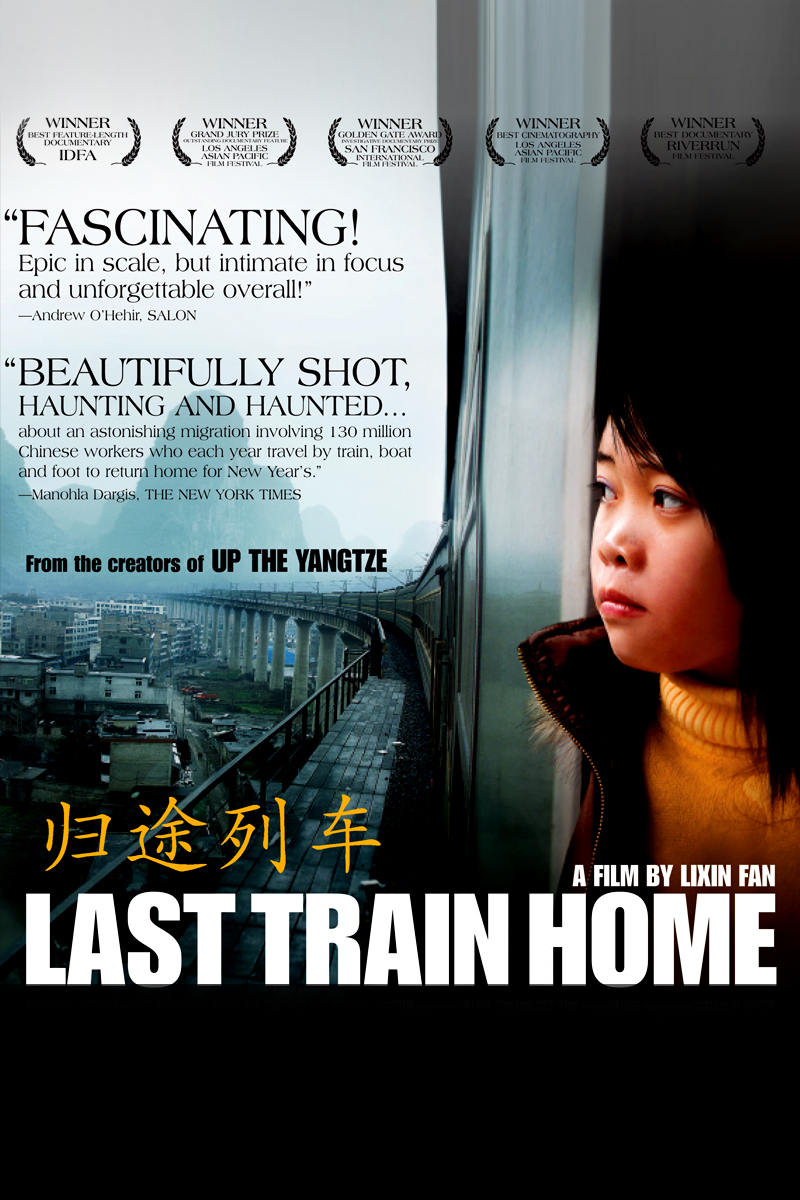 WINNER
BEST FEATURE-LENGTH
DOCUMENTARY
IDFA
WINNER
GRAND JURY PRIZE
OUTSTANDING DOCUMENTARY FEATURE
LOS ANGELES
ASIAN PACIFIC
FILM FESTIVAL
WINNER
GOLDEN GATE AWARD
INVESTIGATIVE DOCUMENTARY PRIZE
SAN FRANCISCO
INTERNATIONAL
FILM FESTIVAL
WINNER
BEST CINEMATOGRAPHY
LOS ANGELES
ASIAN PACIFIC
FILM FESTIVAL
WINNER
BEST DOCUMENTARY
RIVERRUN
FILM FESTIVAL
“FASCINATING!
Epic in scale, but intimate in focus
and unforgettable overall!”
—Andrew O’Hehir, SALON
“BEAUTIFULLY SHOT,
HAUNTING AND HAUNTED...
about an astonishing migration involving 130 million
Chinese workers who each year travel by train, boat
and foot to return home for New Year’s.”
—Manohla Dargis, THE NEW YORK TIMES
From the creators of UP THE YANGTZE
归途列车
A FILM BY LIXIN FAN
LAST TRAIN HOME